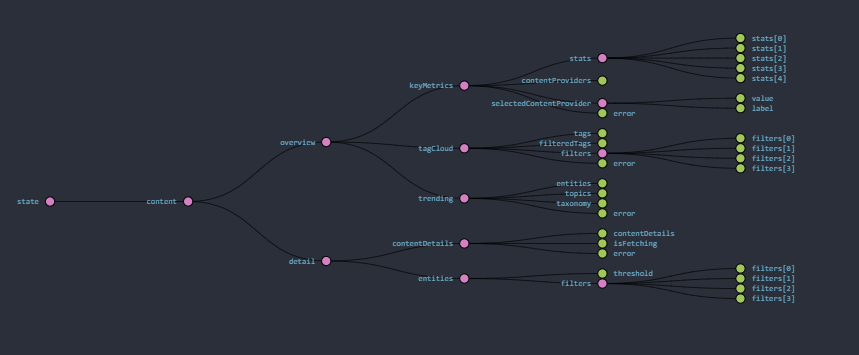 state
content
overview
keyMetrics
stats
stats[0]
stats[1]
stats[2]
stats[3]
stats[4]
contentProviders
selectedContentProvider
value
label
error
tagCloud
tags
filteredTags
filters
filters[0]
filters[1]
filters[2]
filters[3]
error
trending
entities
topics
taxonomy
error
detail
contentDetails
contentDetails
isFetching
error
entities
threshold
filters
filters[0]
filters[1]
filters[2]
filters[3]